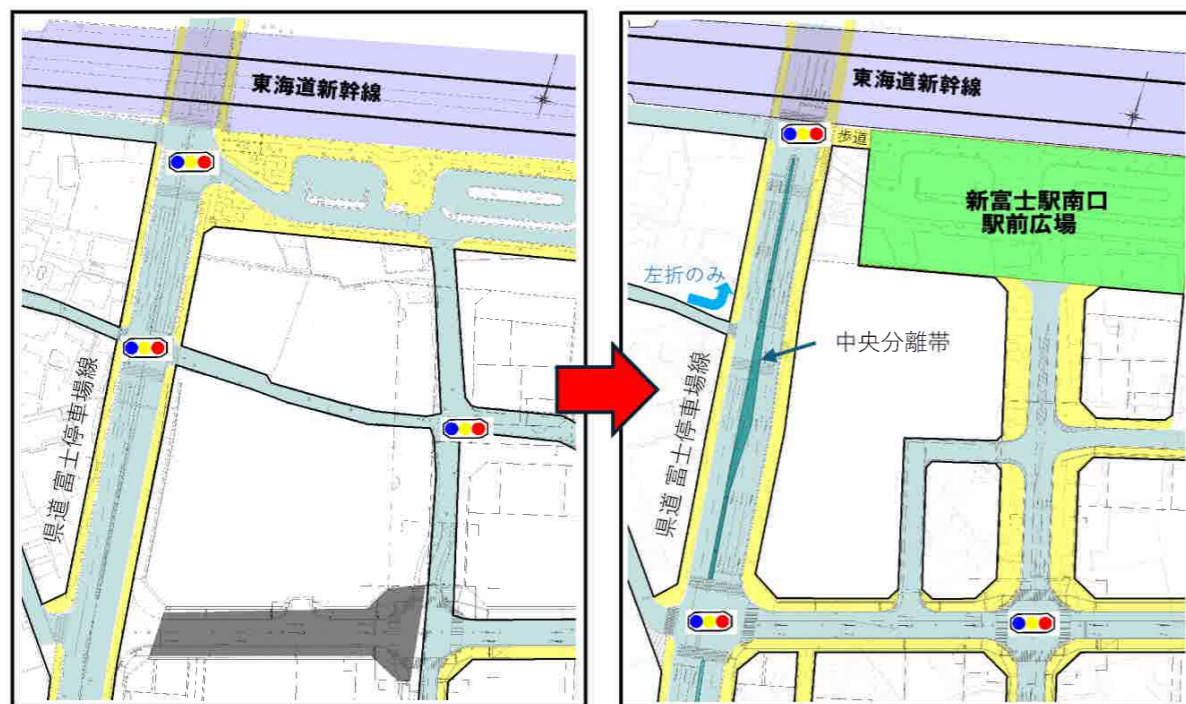 東海道新幹線
県道 富士停車場線
東海道新幹線
歩道
新富士駅南口
駅前広場
左折のみ
中央分離帯
県道 富士停車場線